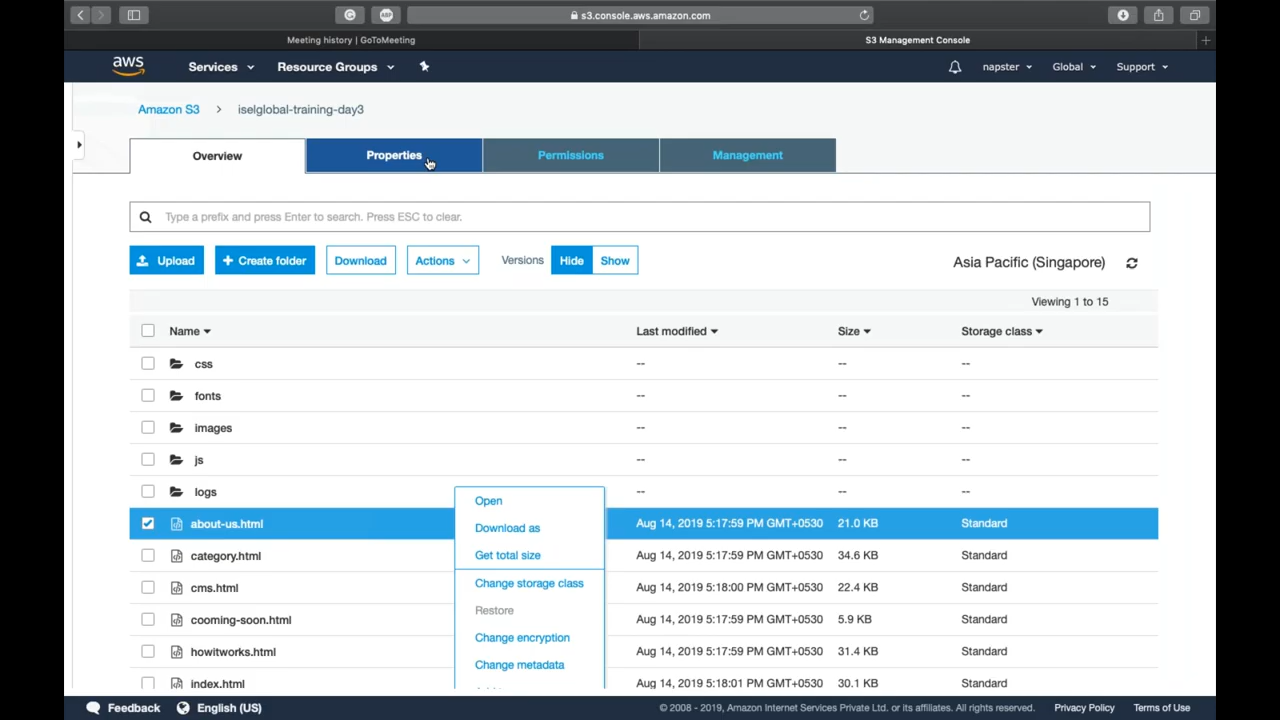 s3.console.aws.amazon.com
Meeting history | GoToMeeting
S3 Management Console
aws Services Resource Groups napster Global Support
Amazon S3 > iselglobal-training-day3
Overview Properties Permissions Management
Type a prefix and press Enter to search. Press ESC to clear.
Upload + Create folder Download Actions Versions Hide Show Asia Pacific (Singapore)
Viewing 1 to 15
Name Last modified Size Storage class
css -- -- --
fonts -- -- --
images -- -- --
js -- -- --
logs -- -- --
about-us.html Aug 14, 2019 5:17:59 PM GMT+0530 21.0 KB Standard
category.html Aug 14, 2019 5:17:59 PM GMT+0530 34.6 KB Standard
cms.html Aug 14, 2019 5:18:00 PM GMT+0530 22.4 KB Standard
cooming-soon.html Aug 14, 2019 5:17:59 PM GMT+0530 5.9 KB Standard
howitworks.html Aug 14, 2019 5:17:59 PM GMT+0530 31.4 KB Standard
index.html Aug 14, 2019 5:18:01 PM GMT+0530 30.1 KB Standard
Open
Download as
Get total size
Change storage class
Restore
Change encryption
Change metadata
Feedback English (US) © 2008 - 2019, Amazon Internet Services Private Ltd. or its affiliates. All rights reserved. Privacy Policy Terms of Use